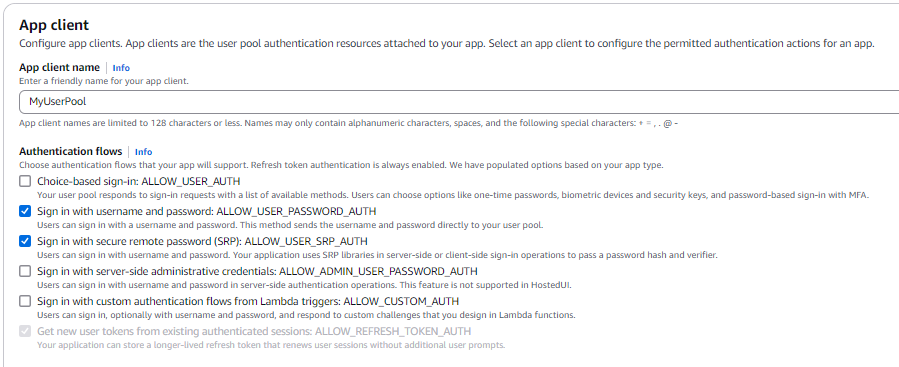 App client
Configure app clients. App clients are the user pool authentication resources attached to your app. Select an app client to configure the permitted authentication actions for an app.
App client name | Info
Enter a friendly name for your app client.
MyUserPool
App client names are limited to 128 characters or less. Names may only contain alphanumeric characters, spaces, and the following special characters: + = , . @ -
Authentication flows | Info
Choose authentication flows that your app will support. Refresh token authentication is always enabled. We have populated options based on your app type.
Choice-based sign-in: ALLOW_USER_AUTH
Your user pool responds to sign-in requests with a list of available methods. Users can choose options like one-time passwords, biometric devices and security keys, and password-based sign-in with MFA.
Sign in with username and password: ALLOW_USER_PASSWORD_AUTH
Users can sign in with a username and password. This method sends the username and password directly to your user pool.
Sign in with secure remote password (SRP): ALLOW_USER_SRP_AUTH
Users can sign in with username and password. Your application uses SRP libraries in server-side or client-side sign-in operations to pass a password hash and verifier.
Sign in with server-side administrative credentials: ALLOW_ADMIN_USER_PASSWORD_AUTH
Users can sign in with username and password in server-side authentication operations. This feature is not supported in HostedUI.
Sign in with custom authentication flows from Lambda triggers: ALLOW_CUSTOM_AUTH
Users can sign in, optionally with username and password, and respond to custom challenges that you design in Lambda functions.
Get new user tokens from existing authenticated sessions: ALLOW_REFRESH_TOKEN_AUTH
Your application can store a longer-lived refresh token that renews user sessions without additional user prompts.